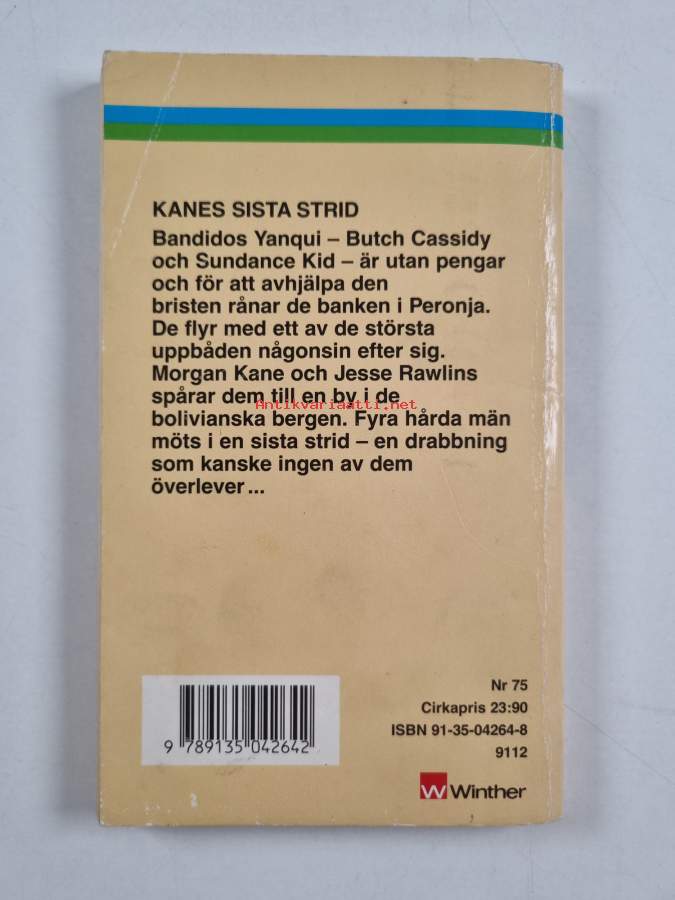 KANES SISTA STRID
Bandidos Yanqui – Butch Cassidy
och Sundance Kid – är utan pengar
och för att avhjälpa den
bristen rånar de banken i Peronja.
De flyr med ett av de största
uppbåden någonsin efter sig.
Morgan Kane och Jesse Rawlins
spårar dem till en by i de
Antikvariaatti.net
bolivianska bergen. Fyra hårda män
möts i en sista strid – en drabbning
som kanske ingen av dem
överlever ...
Nr 75
Cirkapris 23:90
ISBN 91-35-04264-8
9112
9 789135 042642
W Winther